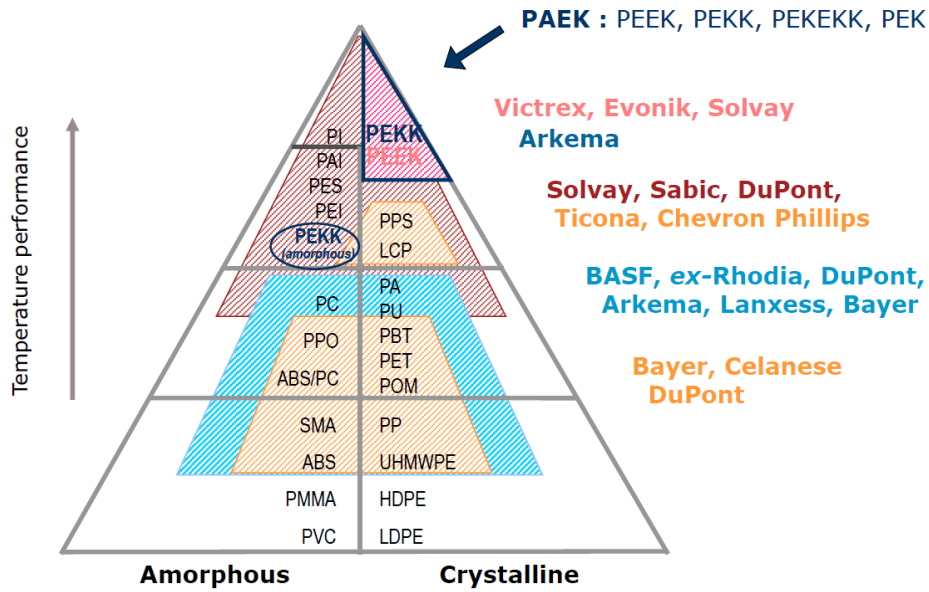 PAEK : PEEK, PEKK, PEKEKK, PEK
Victrex, Evonik, Solvay
Arkema
Temperature performance
PI
PEKK
PEEK
PAI
PES
PEI
PEKK
(amorphous)
PPS
LCP
Solvay, Sabic, DuPont,
Ticona, Chevron Phillips
BASF, ex-Rhodia, DuPont,
Arkema, Lanxess, Bayer
PC
PA
PU
PPO
PBT
PET
ABS/PC
POM
Bayer, Celanese
DuPont
SMA
PP
ABS
UHMWPE
PMMA
HDPE
PVC
LDPE
Amorphous
Crystalline